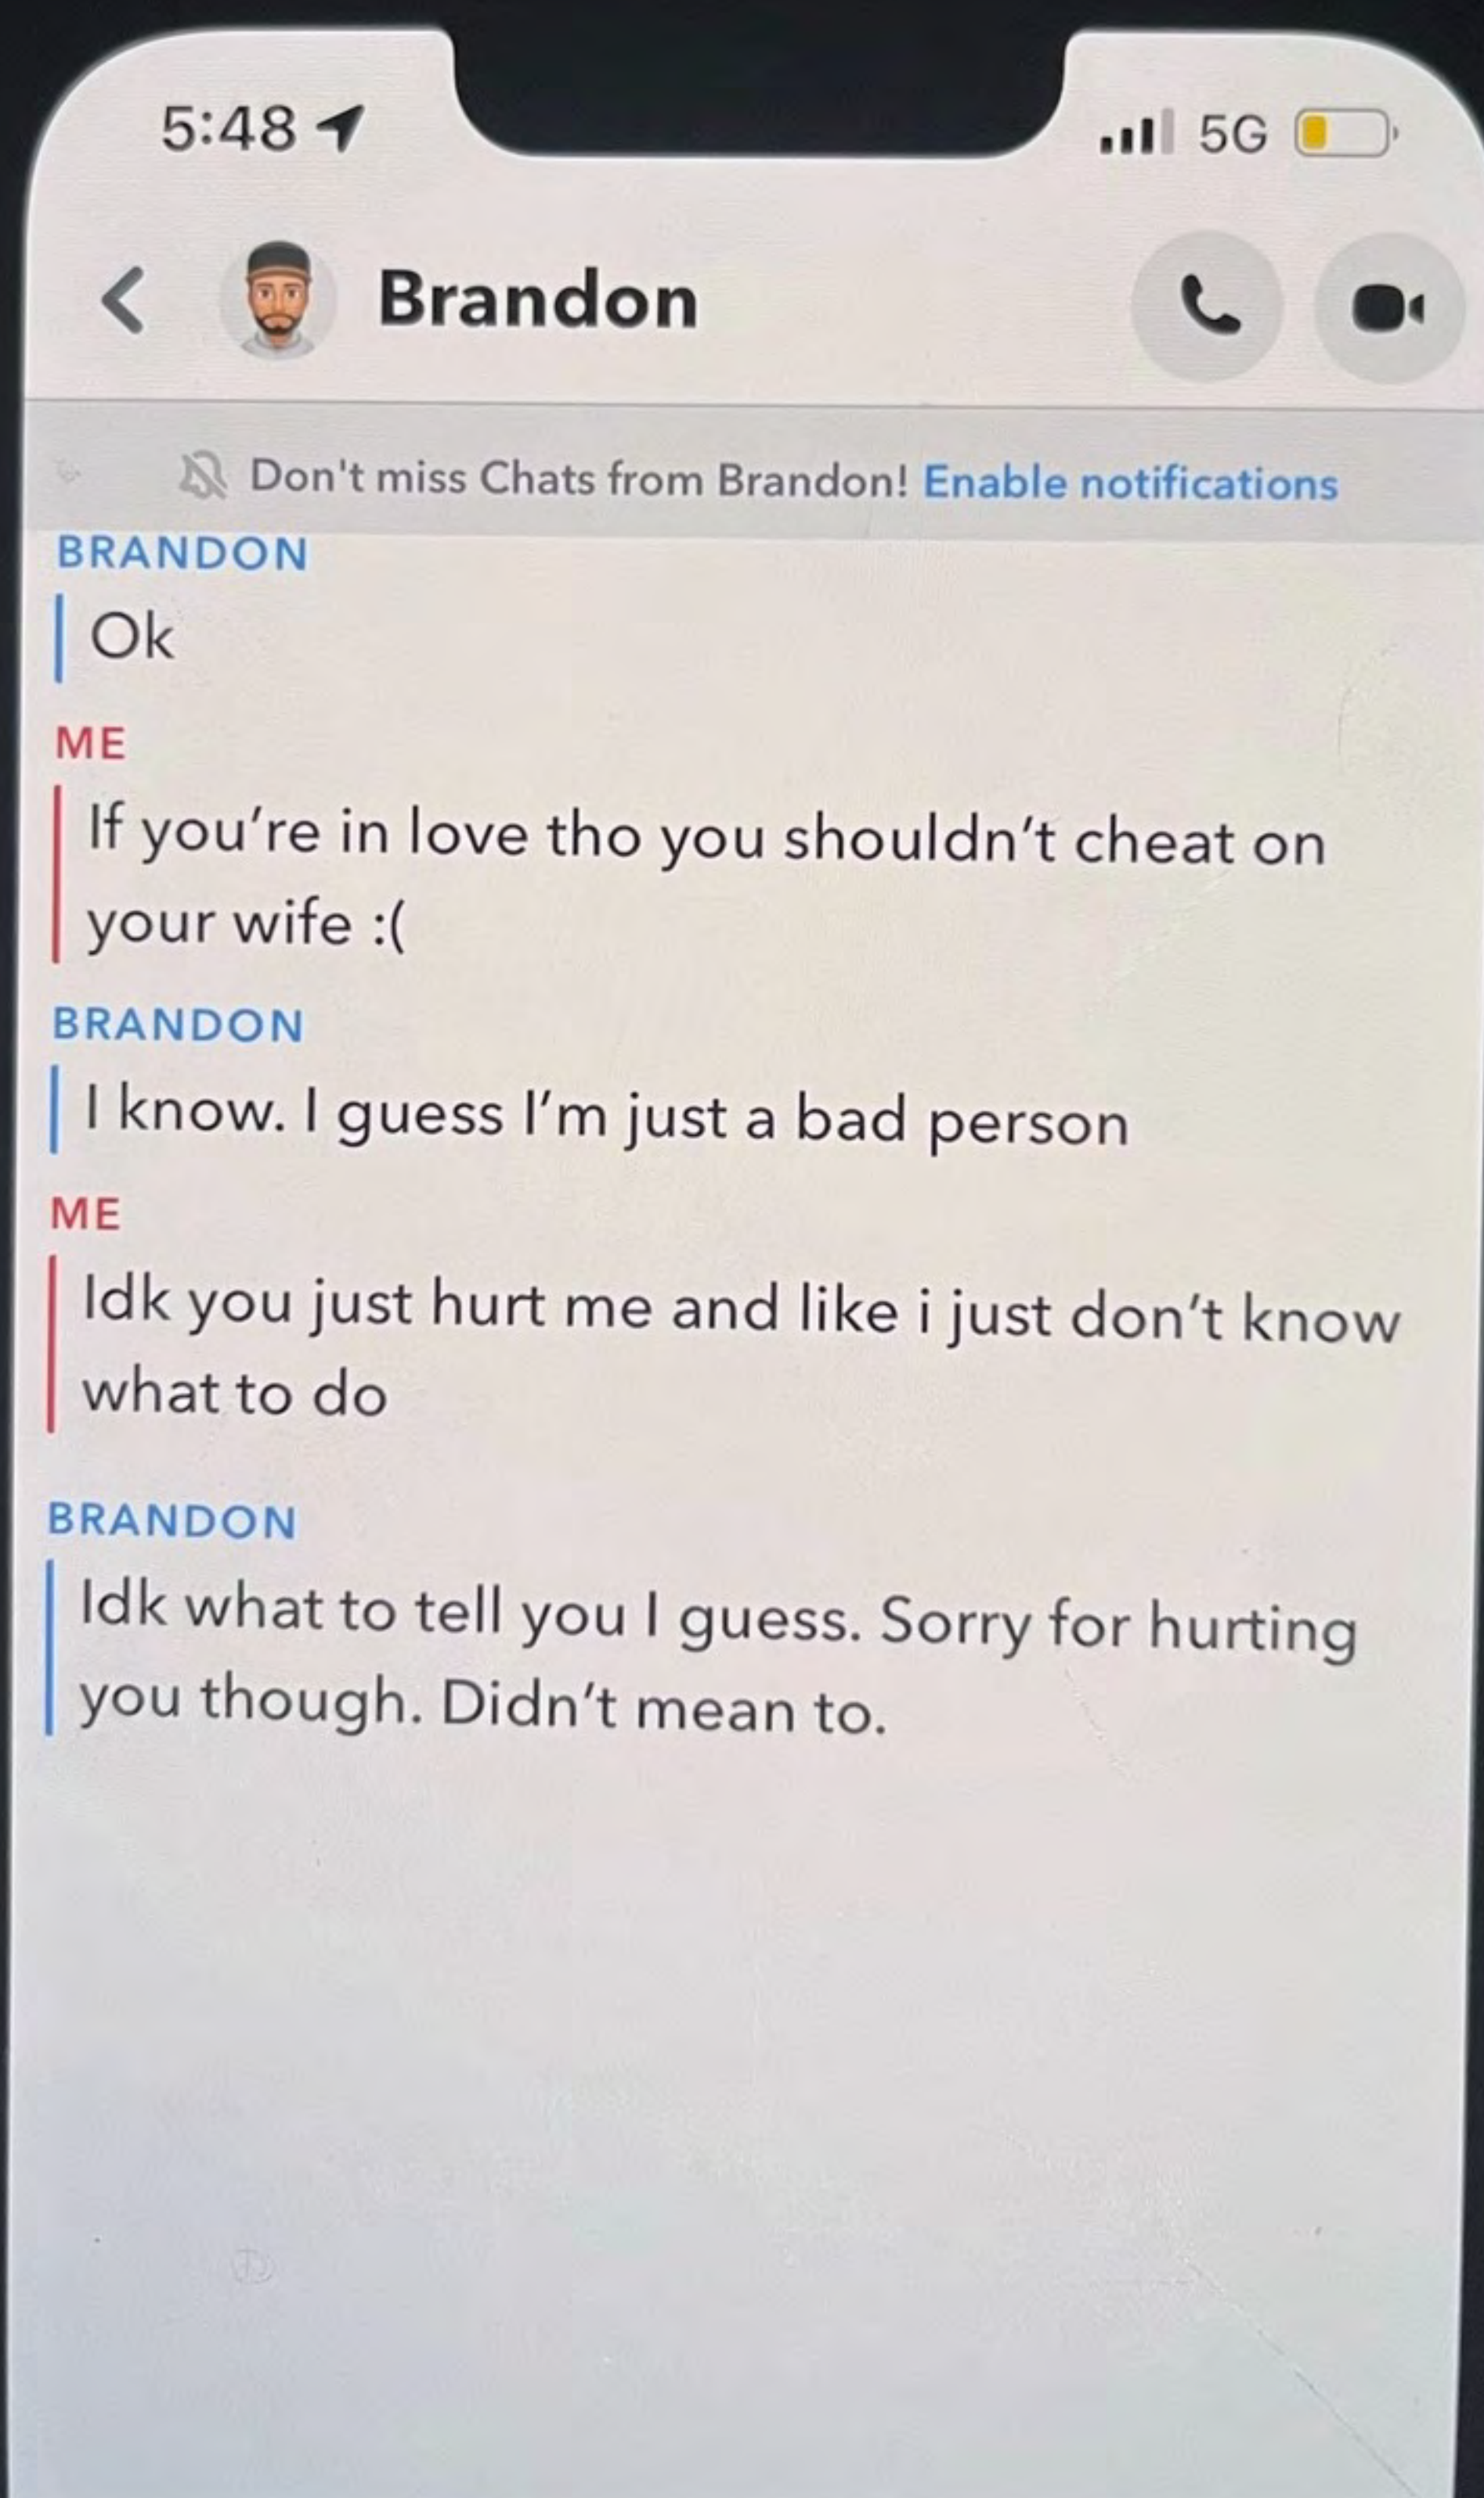 5:48
5G
Brandon
Don't miss Chats from Brandon! Enable notifications
BRANDON
Ok
ME
If you're in love tho you shouldn't cheat on
your wife :(
BRANDON
I know. I guess I'm just a bad person
ME
Idk you just hurt me and like i just don't know
what to do
BRANDON
Idk what to tell you I guess. Sorry for hurting
you though. Didn't mean to.